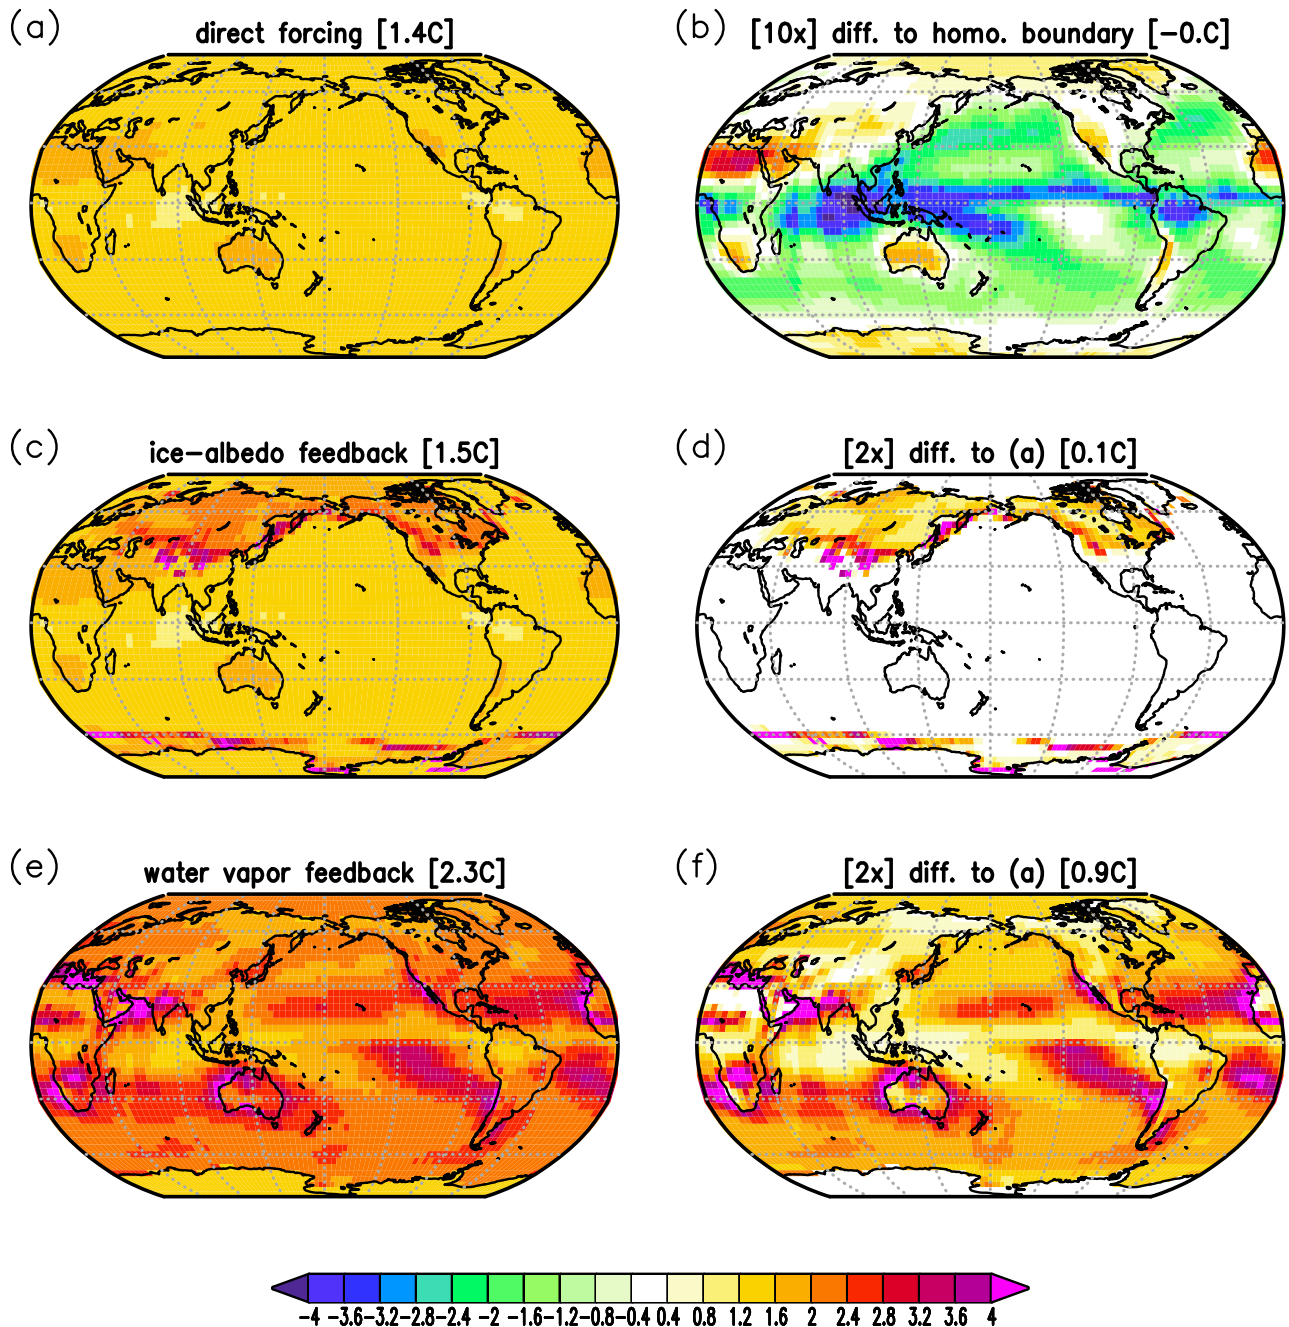 (a)
direct forcing [1.4C]
(b)
[10x] diff. to homo. boundary [-0.C]
(c)
ice-albedo feedback [1.5C]
(d)
[2x] diff. to (a) [0.1C]
(e)
water vapor feedback [2.3C]
(f)
[2x] diff. to (a) [0.9C]
-4 -3.6 -3.2 -2.8 -2.4 -2 -1.6 -1.2 -0.8 -0.4 0.4 0.8 1.2 1.6 2 2.4 2.8 3.2 3.6 4